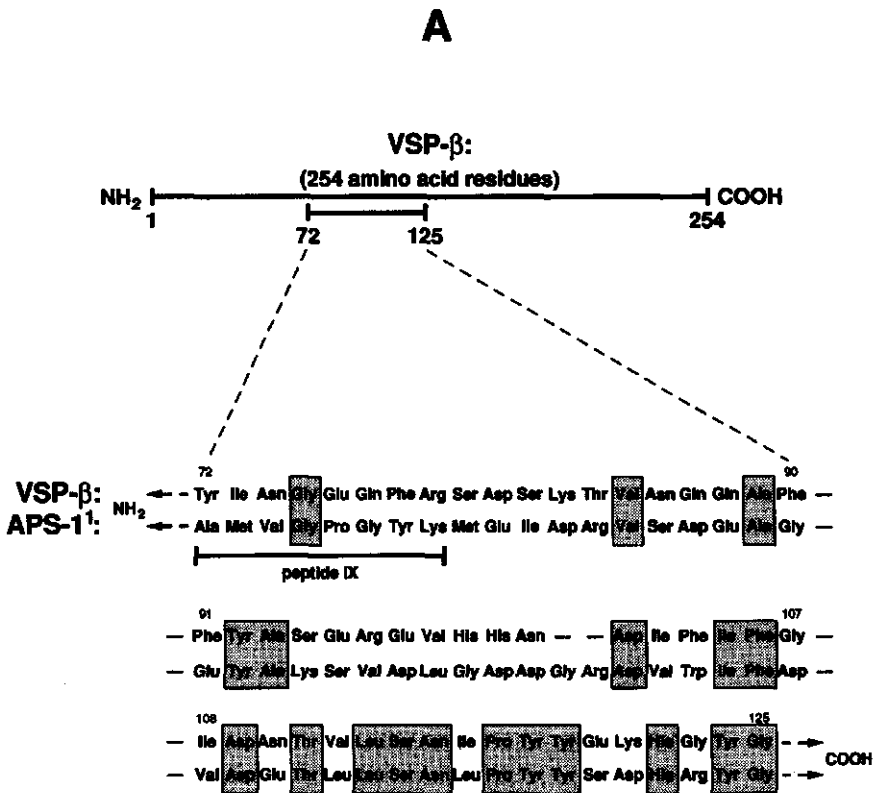 A
VSP-β:
(254 amino acid residues)
NH₂ COOH
1 254
72 125
72 90
VSP-β: Tyr Ile Asn Gly Glu Gln Phe Arg Ser Asp Ser Lys Thr Val Asn Gln Gln Ala Phe —
NH₂
APS-1¹: Ala Met Val Gly Pro Gly Tyr Lys Met Glu Ile Asp Arg Val Ser Asp Glu Ala Gly —
peptide IX
91 107
— Phe Tyr Ala Ser Glu Arg Glu Val His His Asn — — Asp Ile Phe Ile Phe Gly —
— Glu Tyr Ala Lys Ser Val Asp Leu Gly Asp Asp Gly Arg Asp Val Trp Ile Phe Asp —
108 125
— Ile Asp Asn Thr Val Leu Ser Asn Ile Pro Tyr Tyr Glu Lys His Gly Tyr Gly
COOH
— Val Asp Glu Thr Leu Leu Ser Asn Leu Pro Tyr Tyr Ser Asp His Arg Tyr Gly